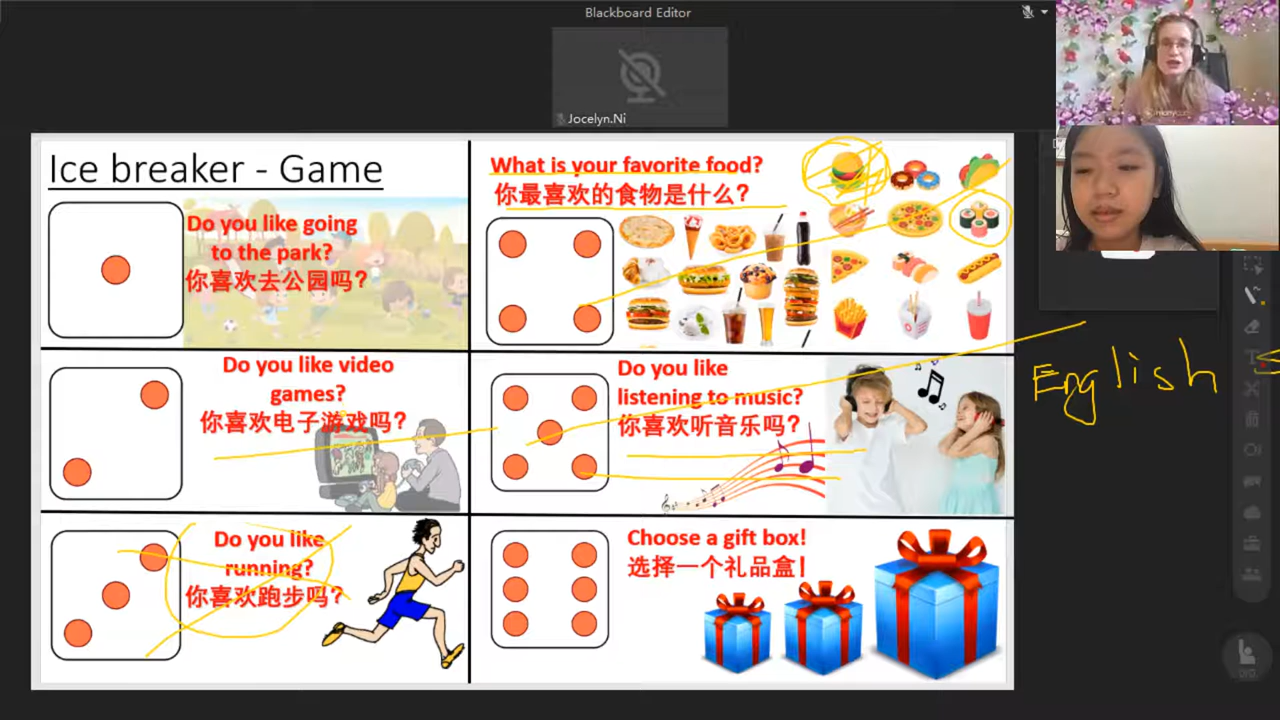 Blackboard Editor
Jocelyn.Ni
Ice breaker - Game
Do you like going
to the park?
你喜欢去公园吗?
What is your favorite food?
你最喜欢的食物是什么?
Do you like video
games?
你喜欢电子游戏吗?
Do you like
listening to music?
你喜欢听音乐吗?
Do you like
running?
你喜欢跑步吗?
Choose a gift box!
选择一个礼品盒!
English
0/0